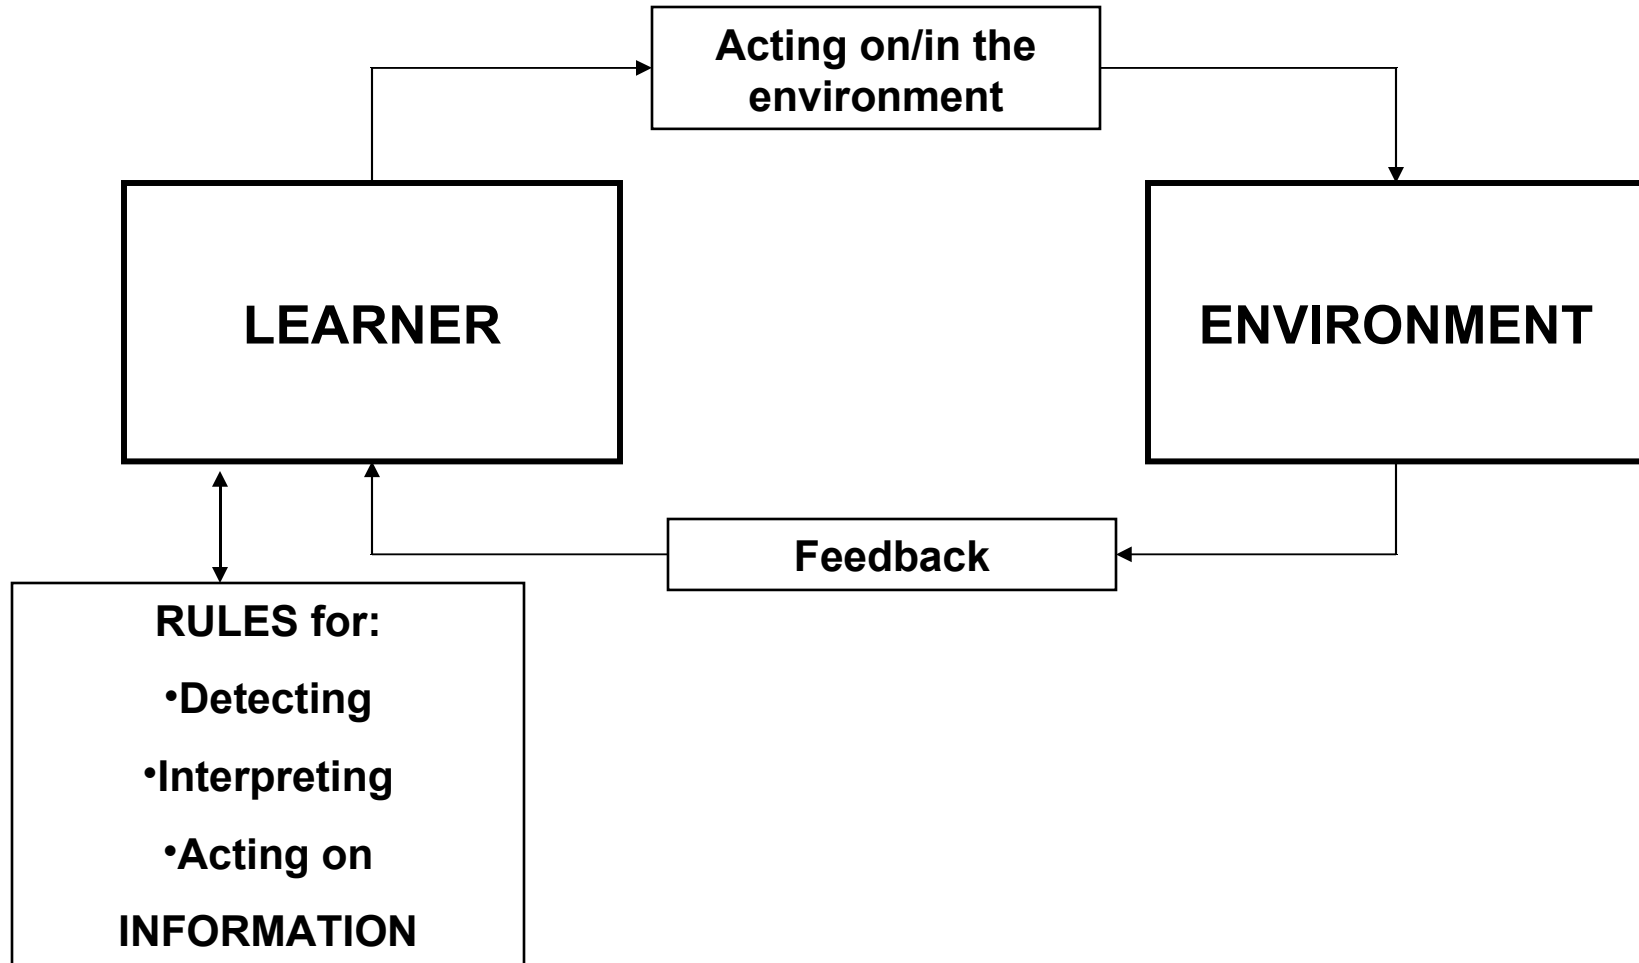 Acting on/in the
environment
LEARNER
ENVIRONMENT
Feedback
RULES for:
•Detecting
•Interpreting
•Acting on
INFORMATION